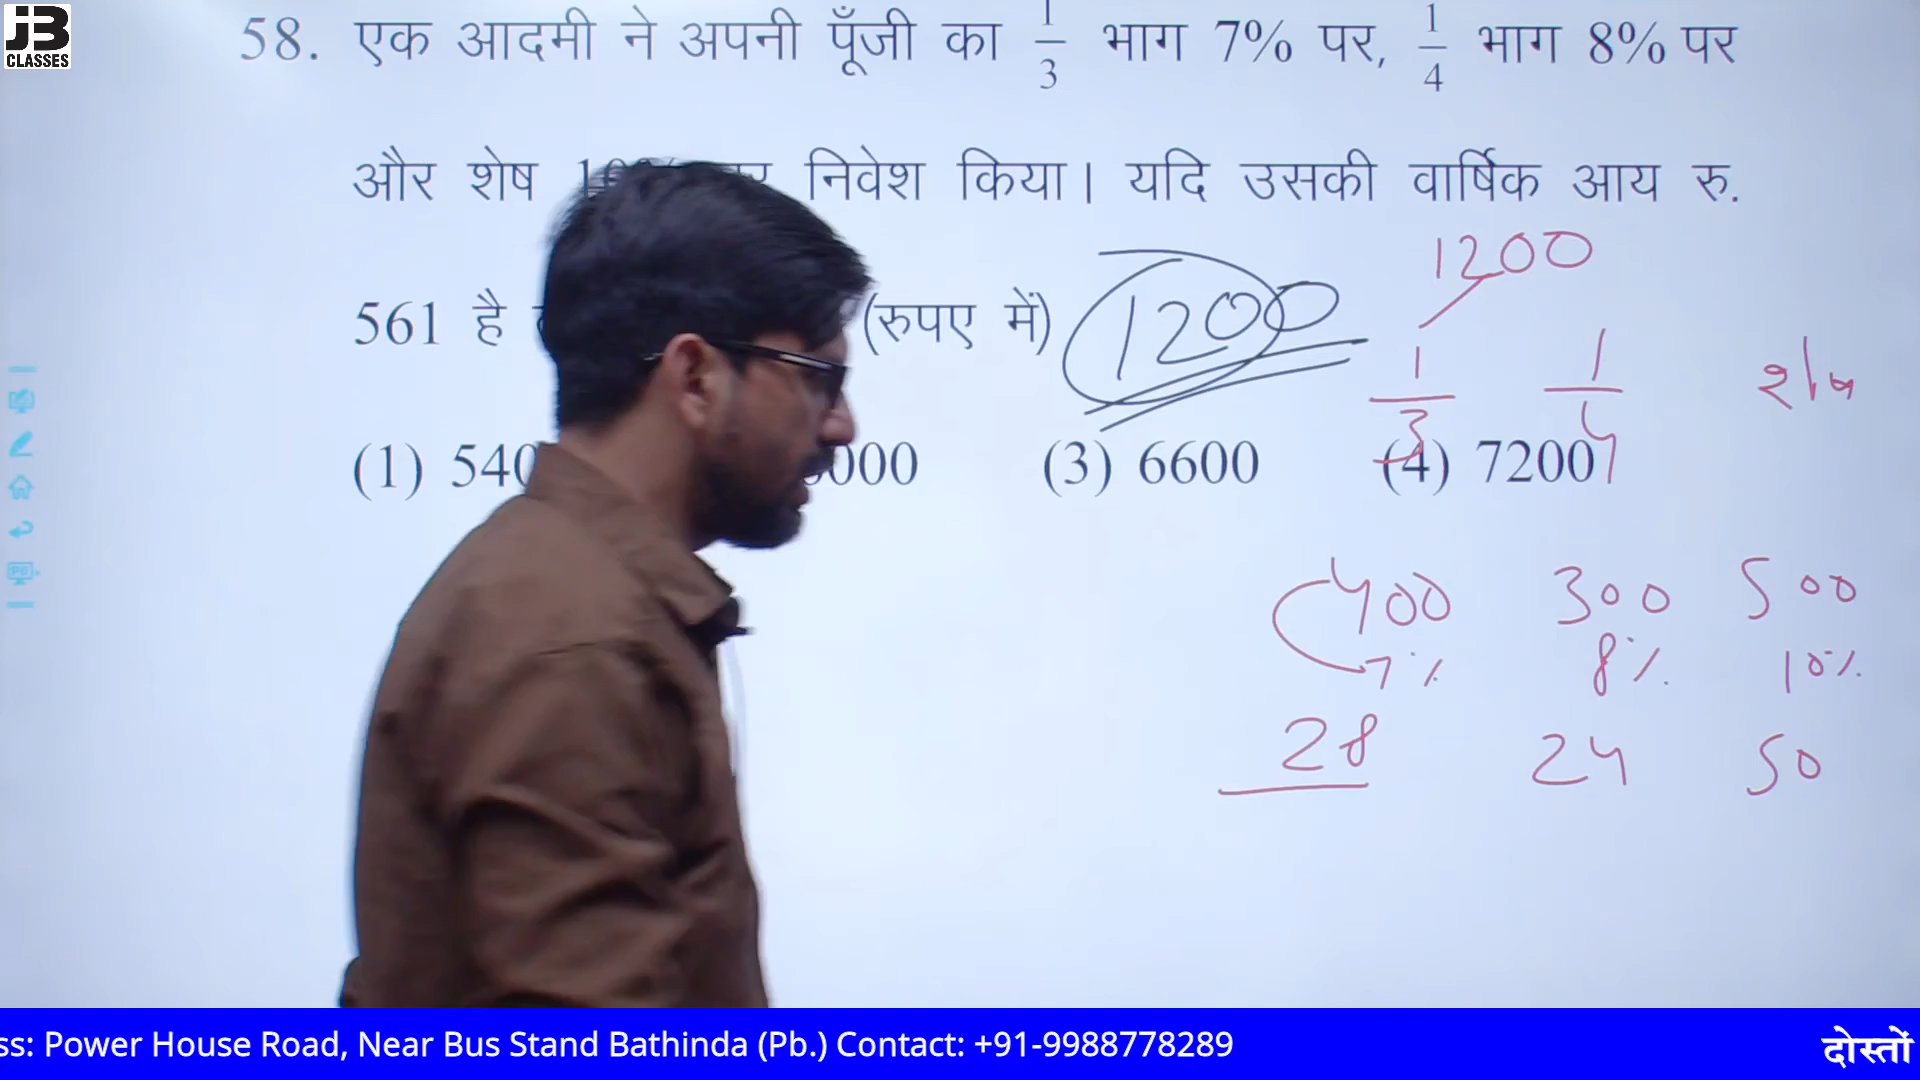 JB
CLASSES
58. एक आदमी ने अपनी पूँजी का 1/3 भाग 7% पर, 1/4 भाग 8% पर
और शेष निवेश किया। यदि उसकी वार्षिक आय रु.
561 है (रुपए में) 1200
1200
1/3 1/4 शेष
(1) 540 000 (3) 6600 (4) 7200
400 300 500
7% 8% 10%
28 24 50
ss: Power House Road, Near Bus Stand Bathinda (Pb.) Contact: +91-9988778289 दोस्तों